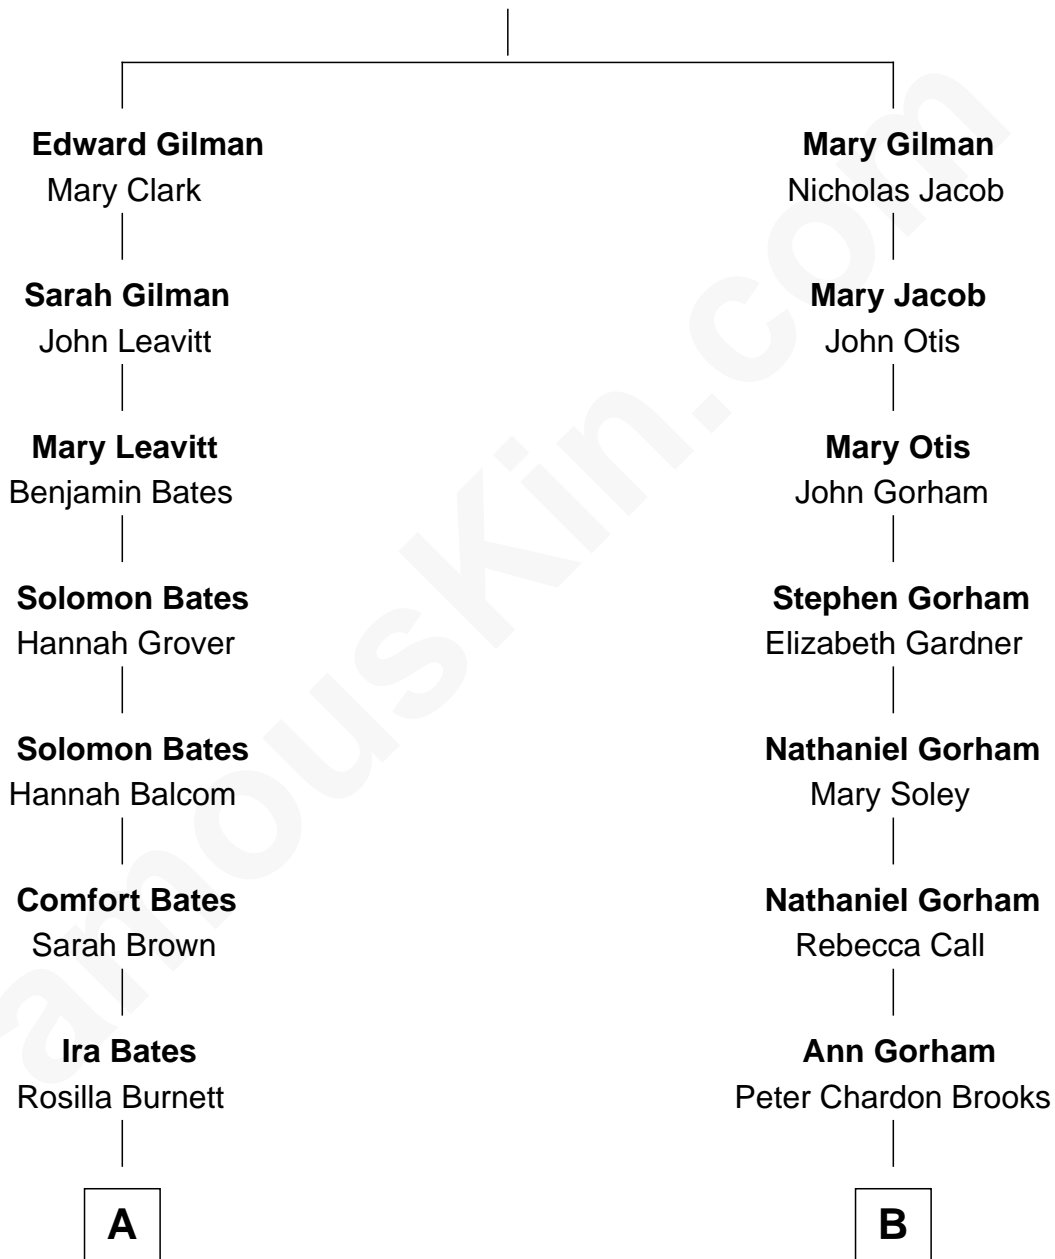 Edward Gilman
Mary Clark
Sarah Gilman
John Leavitt
Mary Leavitt
Benjamin Bates
Solomon Bates
Hannah Grover
Solomon Bates
Hannah Balcom
Comfort Bates
Sarah Brown
Ira Bates
Rosilla Burnett
A
Mary Gilman
Nicholas Jacob
Mary Jacob
John Otis
Mary Otis
John Gorham
Stephen Gorham
Elizabeth Gardner
Nathaniel Gorham
Mary Soley
Nathaniel Gorham
Rebecca Call
Ann Gorham
Peter Chardon Brooks
B
amouskin.com